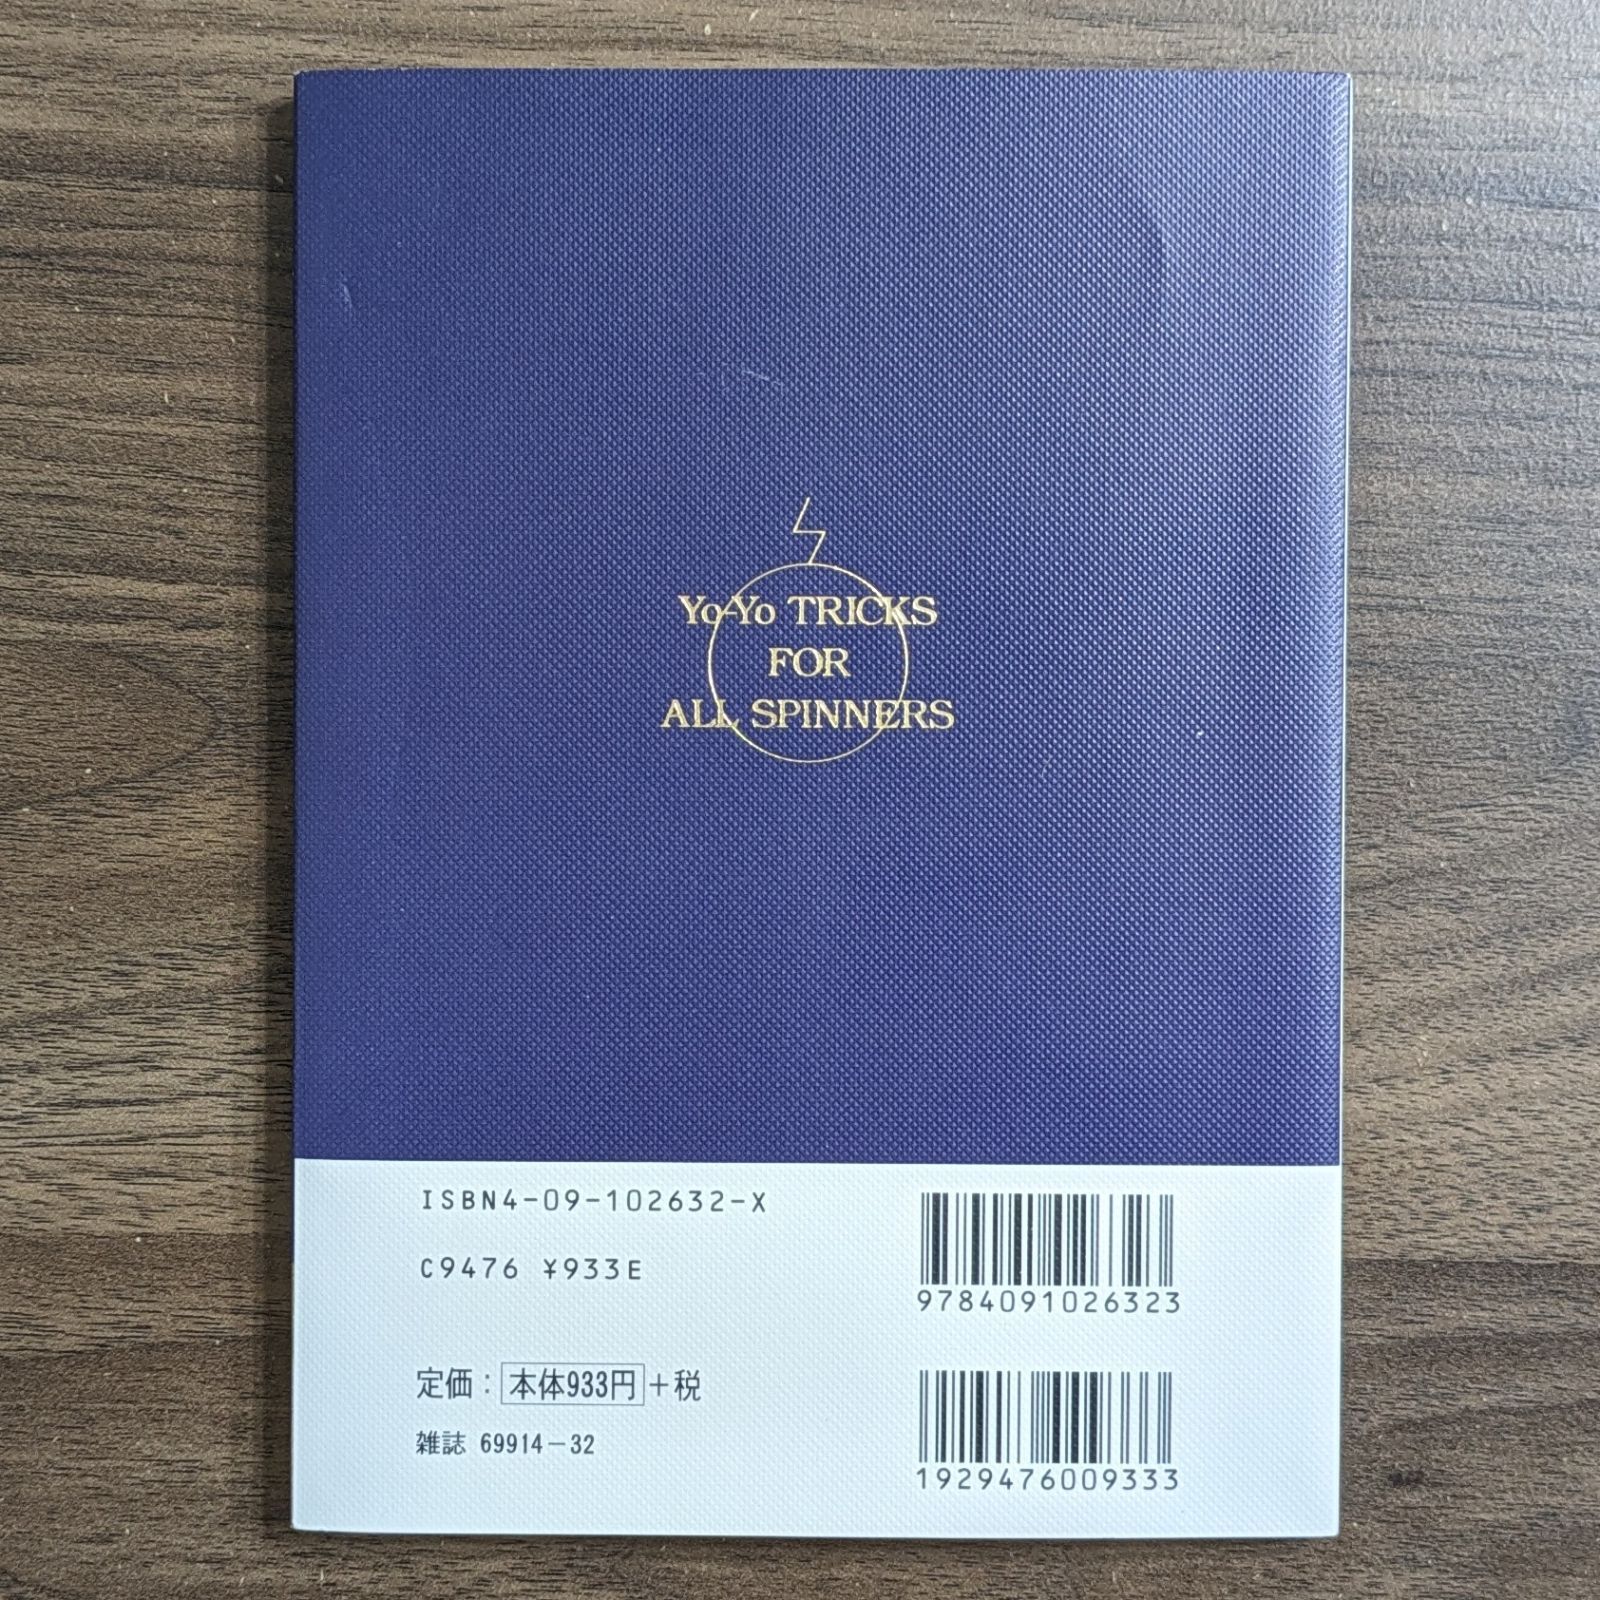 Yo-Yo TRICKS
FOR
ALL SPINNERS
ISBN4-09-102632-X
C9476 ¥933E
9784091026323
定価：本体933円＋税
雑誌 69914-32
1929476009333